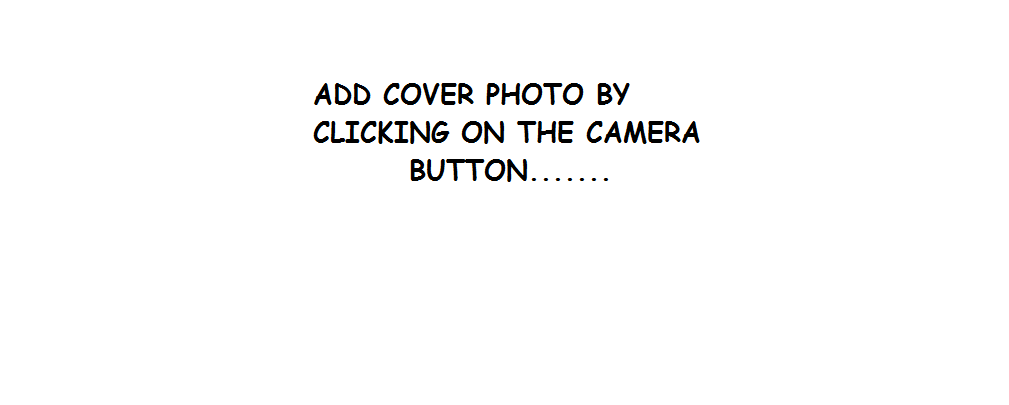 ADD COVER PHOTO BY
CLICKING ON THE CAMERA
BUTTON.......